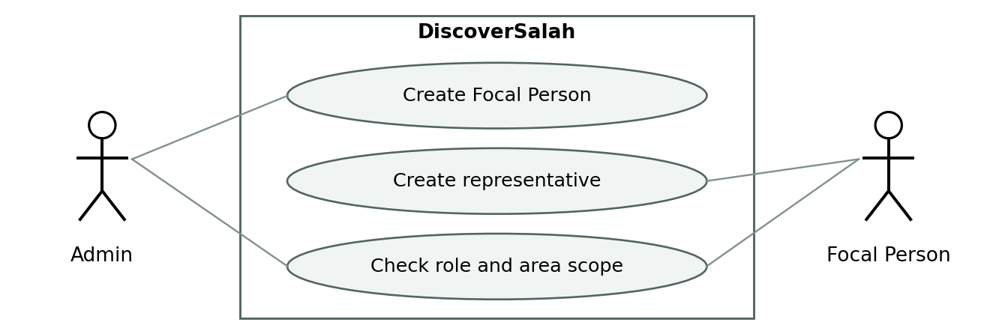 DiscoverSalah
Create Focal Person
Create representative
Check role and area scope
Admin
Focal Person